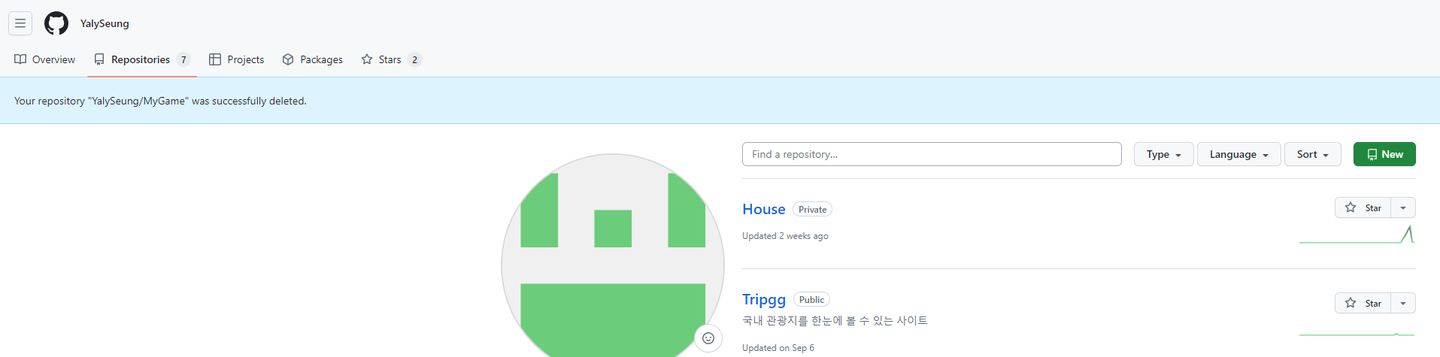 YalySeung
Overview Repositories 7 Projects Packages Stars 2
Your repository "YalySeung/MyGame" was successfully deleted.
Find a repository... Type Language Sort New
House Private Star
Updated 2 weeks ago
Tripgg Public Star
국내 관광지를 한눈에 볼 수 있는 사이트
Updated on Sep 6